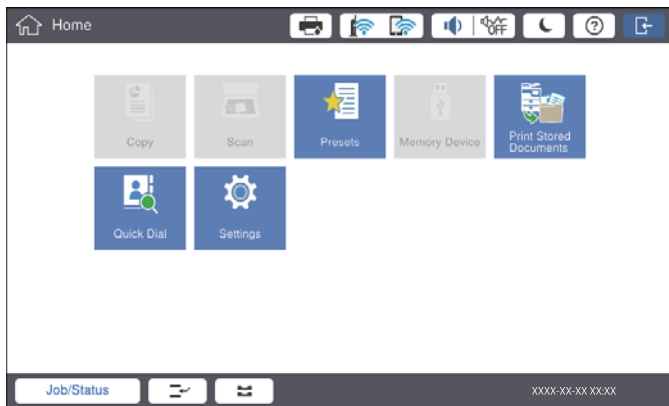 Home
OFF
Copy
Scan
Presets
Memory Device
Print Stored
Documents
Quick Dial
Settings
Job/Status
XXXX-XX-XX XX:XX